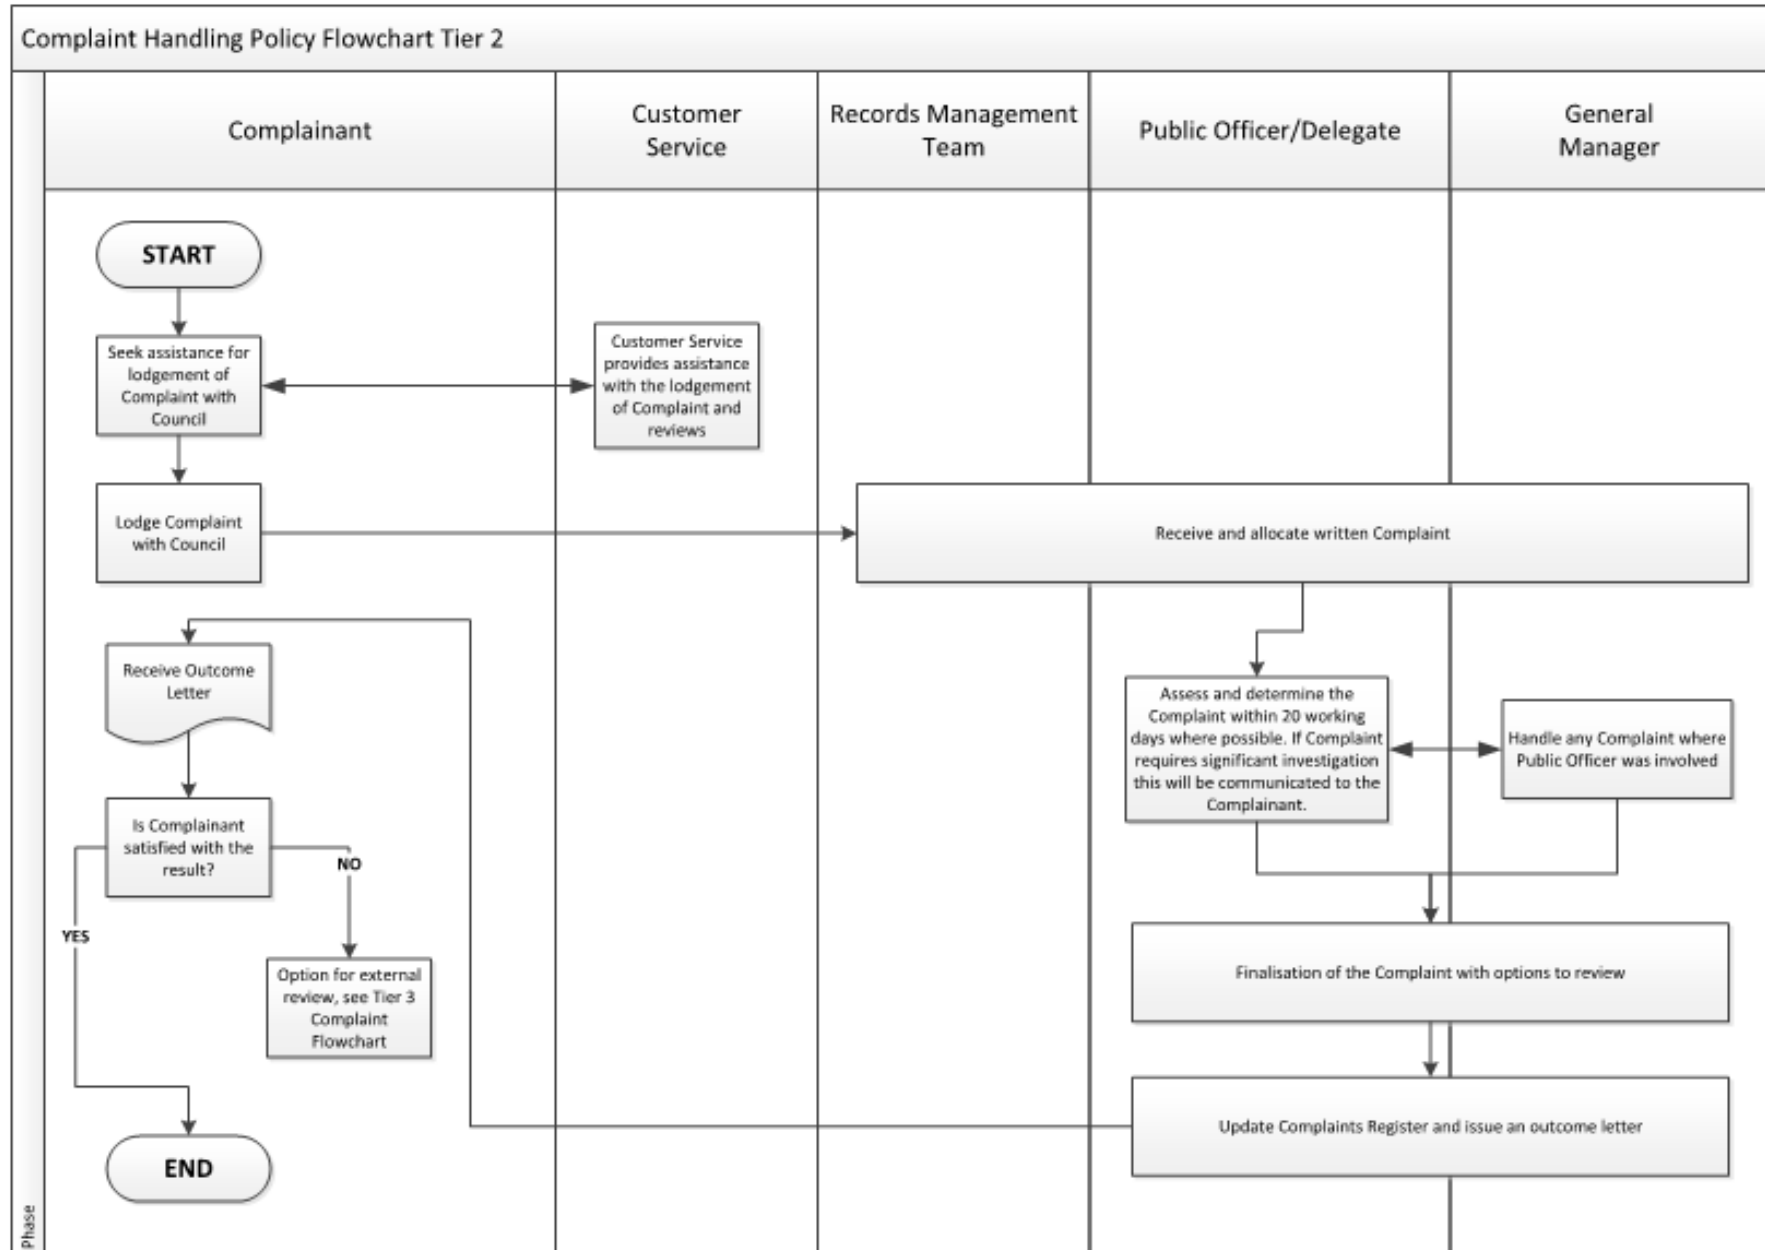 Complaint Handling Policy Flowchart Tier 2
Complainant
Customer
Service
Records Management
Team
Public Officer/Delegate
General
Manager
START
Seek assistance for
lodgement of
Complaint with
Council
Customer Service
provides assistance
with the lodgement
of Complaint and
reviews
Lodge Complaint
with Council
Receive and allocate written Complaint
Receive Outcome
Letter
Assess and determine the
Complaint within 20 working
days where possible. If Complaint
requires significant investigation
this will be communicated to the
Complainant.
Handle any Complaint where
Public Officer was involved
Is Complainant
satisfied with the
result?
NO
YES
Option for external
review, see Tier 3
Complaint
Flowchart
Finalisation of the Complaint with options to review
Update Complaints Register and issue an outcome letter
END
Phase